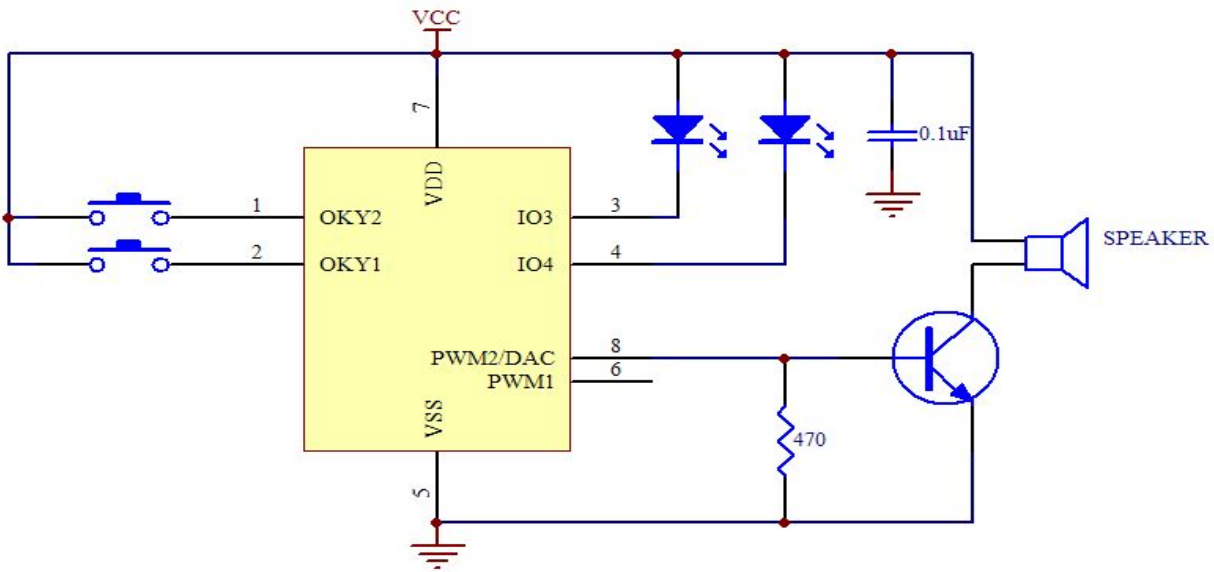 VCC
7
VDD
0.1uF
1
OKY2
IO3
3
2
OKY1
IO4
4
SPEAKER
PWM2/DAC
8
PWM1
6
VSS
470
5